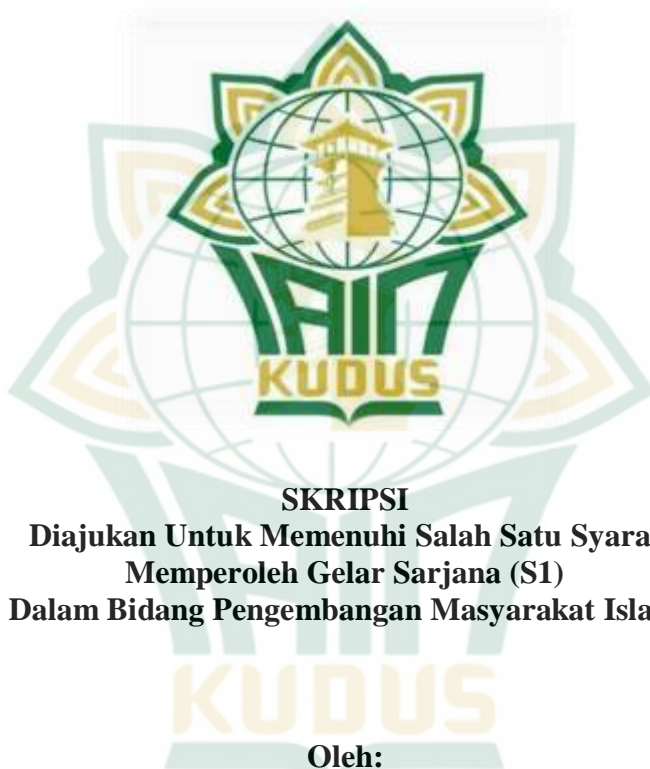 IAIN
KUDUS
SKRIPSI
Diajukan Untuk Memenuhi Salah Satu Syara
Memperoleh Gelar Sarjana (S1)
Dalam Bidang Pengembangan Masyarakat Isla
KUDUS
Oleh: